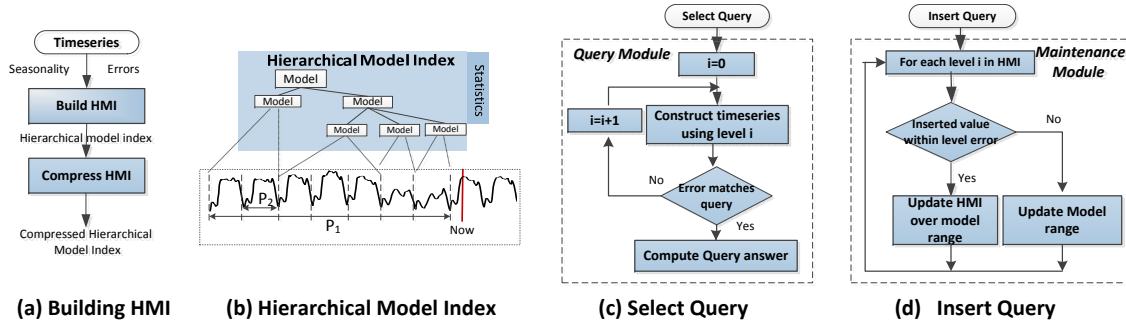 Timeseries
Seasonality
Errors
Build HMI
Hierarchical model index
Compress HMI
Compressed Hierarchical
Model Index
(a) Building HMI
Hierarchical Model Index
Statistics
Model
Model
Model
Model
Model
Model
P2
P1
Now
(b) Hierarchical Model Index
Select Query
Query Module
i=0
i=i+1
Construct timeseries
using level i
No
Error matches
query
Yes
Compute Query answer
(c) Select Query
Insert Query
Maintenance
Module
For each level i in HMI
Inserted value
within level error
No
Yes
Update HMI
over model
range
Update Model
range
(d) Insert Query